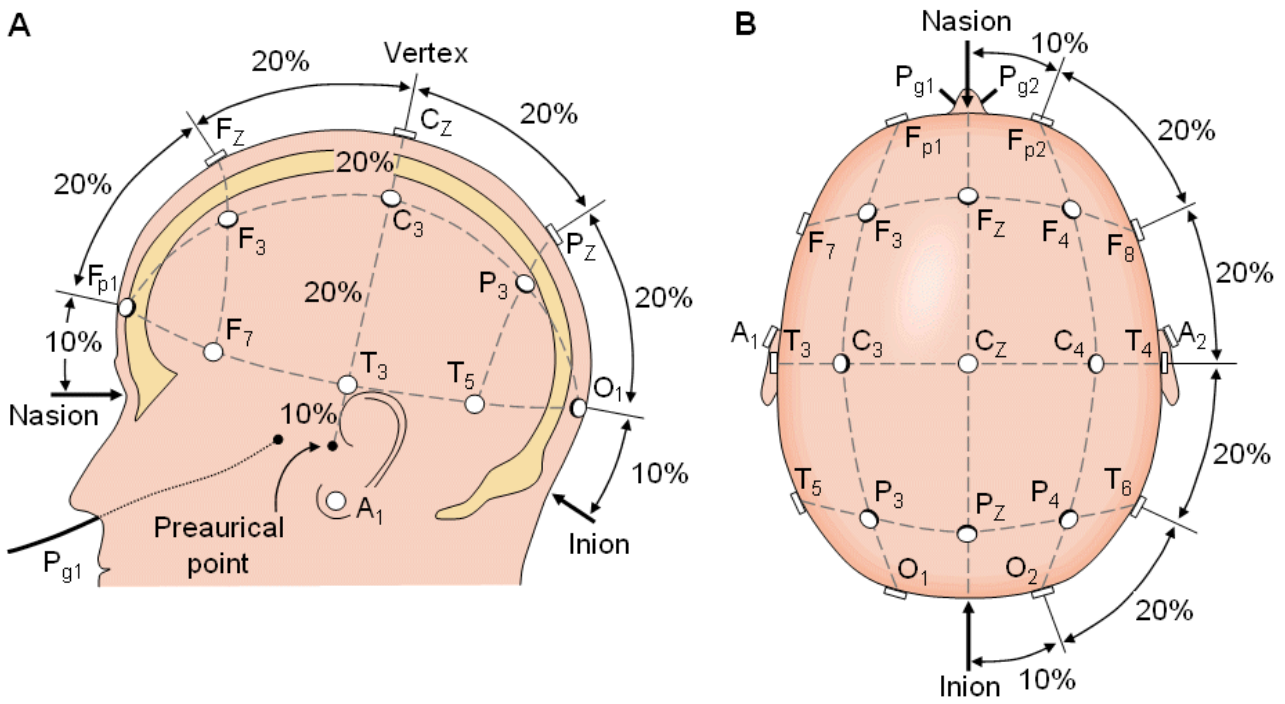 A
20%
Vertex
20%
FZ
CZ
20%
20%
Fp1
F3
C3
PZ
P3
20%
20%
10%
F7
T3
T5
O1
Nasion
10%
10%
A1
Preaurical
point
Inion
Pg1
B
Nasion
10%
Pg1
Pg2
Fp1
Fp2
20%
F7
F3
FZ
F4
F8
20%
A1
T3
C3
CZ
C4
T4
A2
20%
T5
P3
PZ
P4
T6
O1
O2
20%
10%
Inion